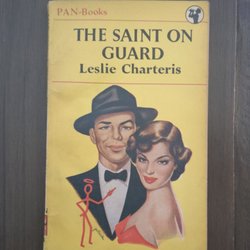 PAN-Books
THE SAINT ON
GUARD
Leslie Charteris